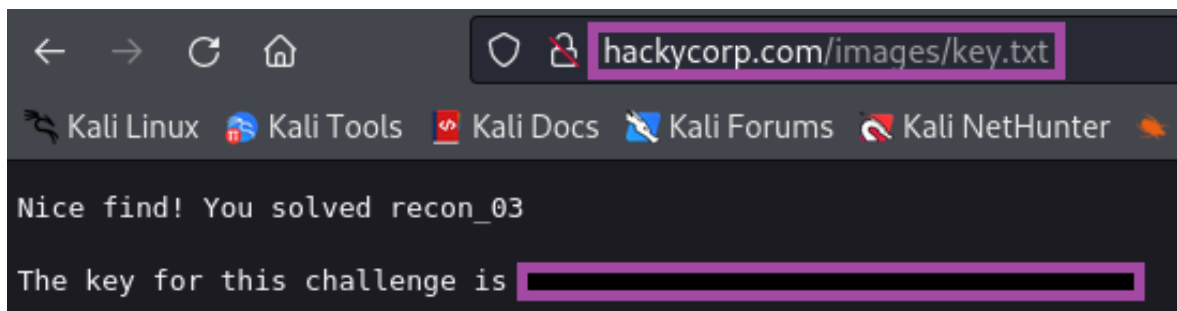 hackycorp.com/images/key.txt
Kali Linux Kali Tools Kali Docs Kali Forums Kali NetHunter
Nice find! You solved recon_03
The key for this challenge is